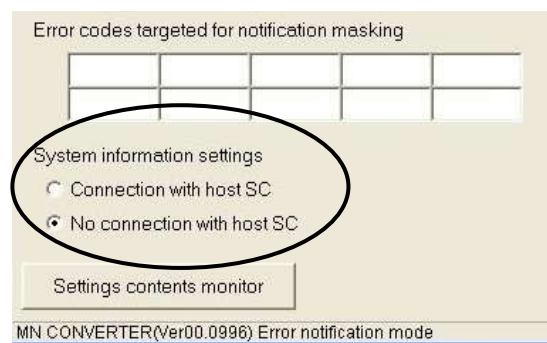 Error codes targeted for notification masking
System information settings
Connection with host SC
No connection with host SC
Settings contents monitor
MN CONVERTER(Ver00.0996) Error notification mode